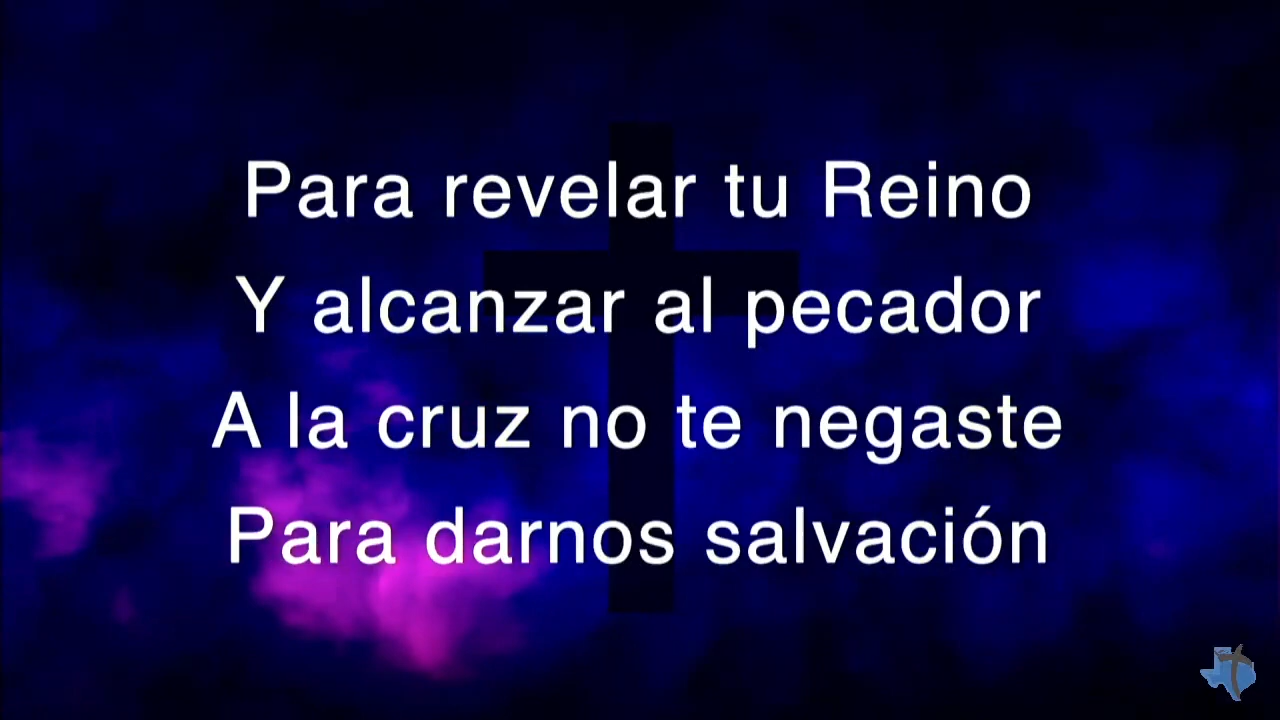 Para revelar tu Reino
Y alcanzar al pecador
A la cruz no te negaste
Para darnos salvación